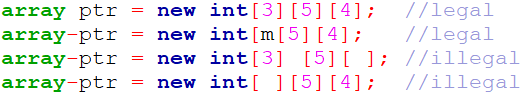 array ptr = new int[3][5][4];  //legal
array-ptr = new int[m[5][4];   //legal
array-ptr = new int[3] [5][ ]; //illegal
array-ptr = new int[ ][5][4];  //illegal